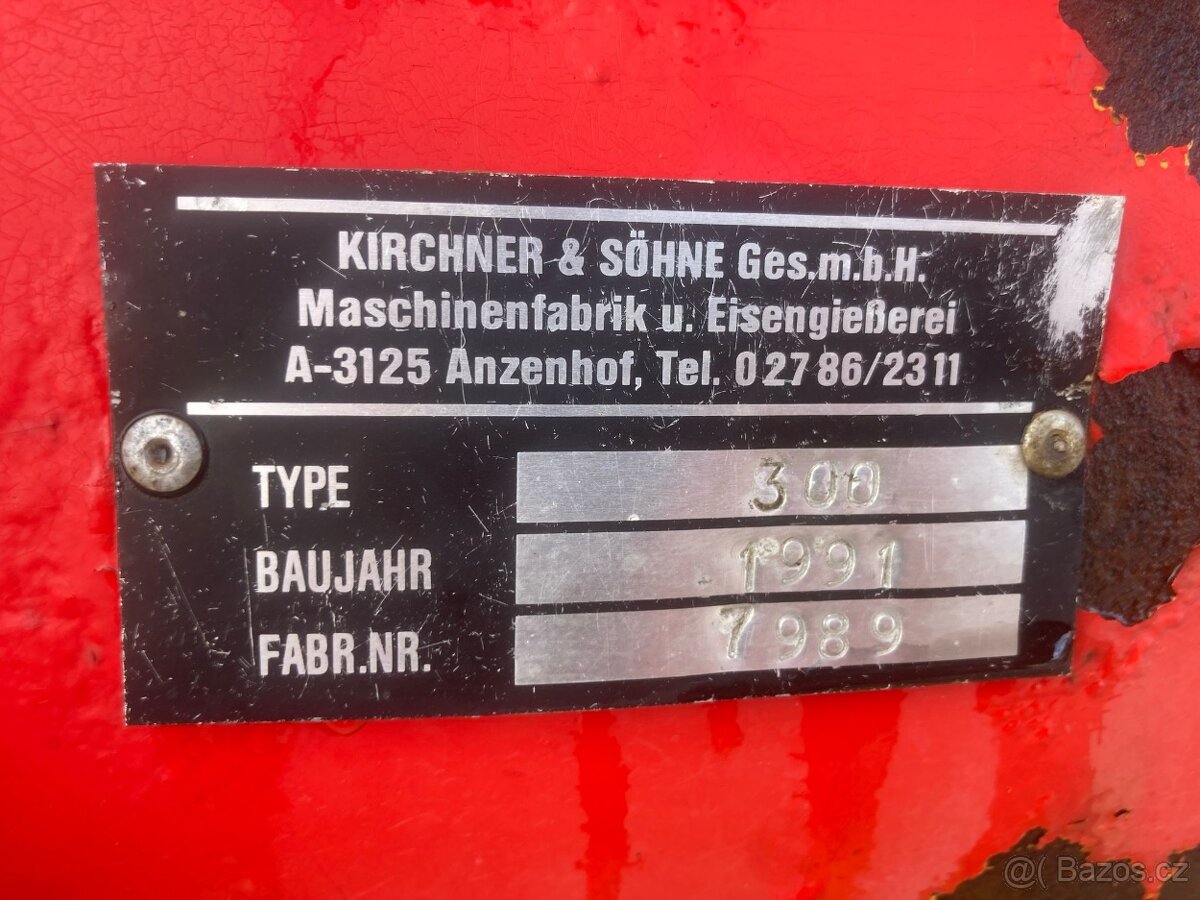 KIRCHNER & SÖHNE Ges.m.b.H.
Maschinenfabrik u. Eisengießerei
A-3125 Anzenhof, Tel. 02786/2311
TYPE 300
BAUJAHR 1991
FABR.NR. 7989
@( Bazos.cz